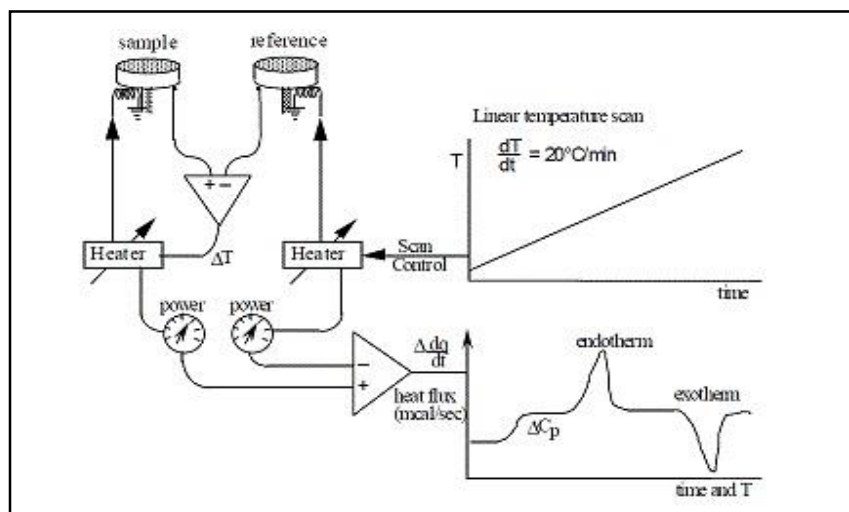 sample
reference
Linear temperature scan
dT/dt = 20°C/min
T
+ −
Heater
ΔT
Heater
Scan
Control
time
power
power
−
+
Δ dq/dt
heat flux
(mcal/sec)
endotherm
exotherm
ΔCp
time and T